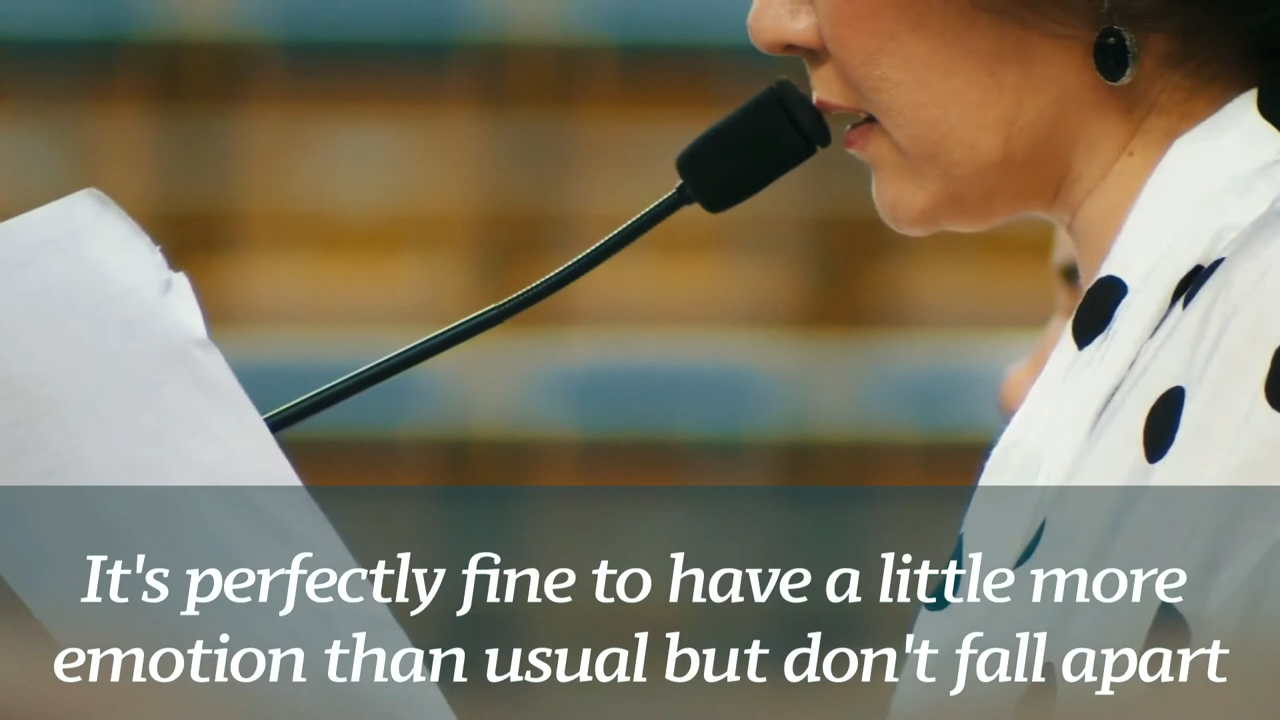 It's perfectly fine to have a little more
emotion than usual but don't fall apart